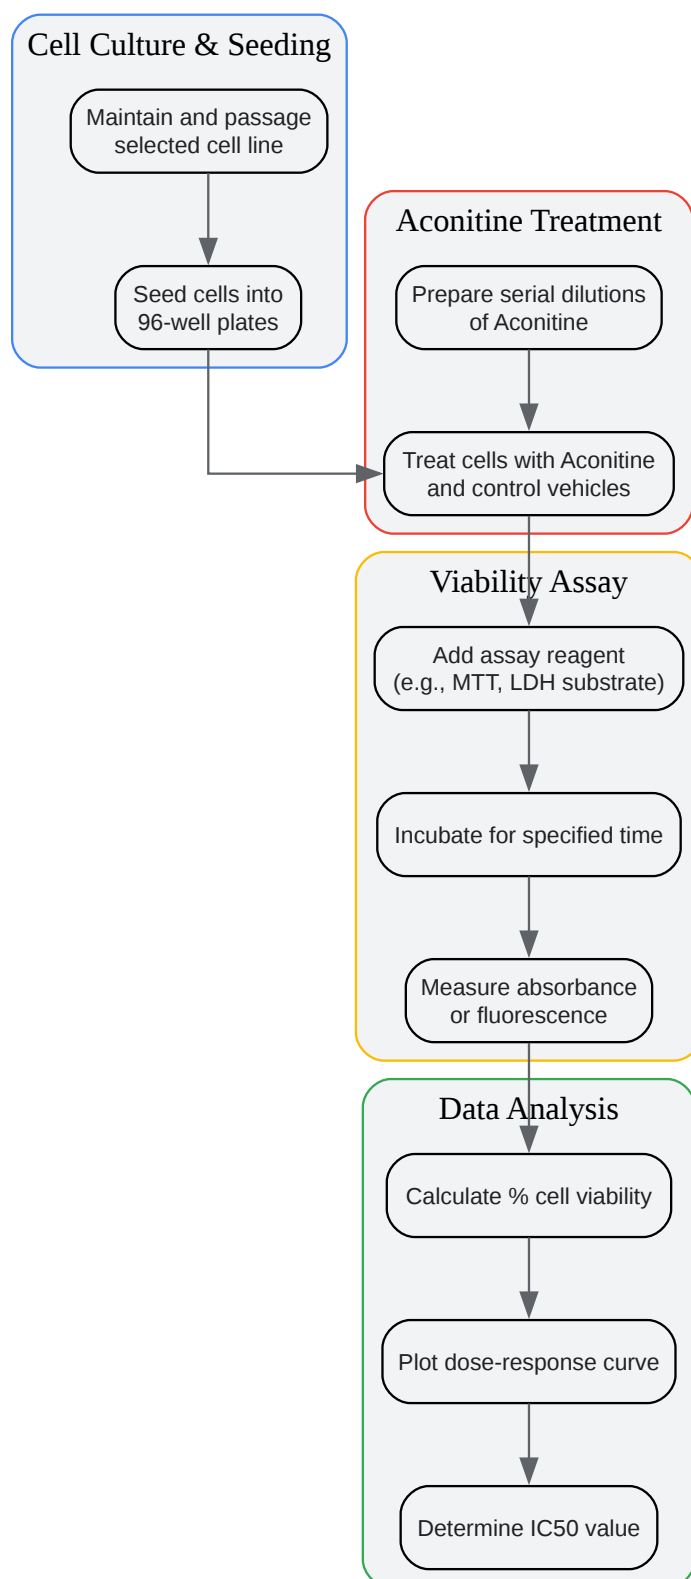 Cell Culture & Seeding
Maintain and passage
selected cell line
Seed cells into
96-well plates
Aconitine Treatment
Prepare serial dilutions
of Aconitine
Treat cells with Aconitine
and control vehicles
Viability Assay
Add assay reagent
(e.g., MTT, LDH substrate)
Incubate for specified time
Measure absorbance
or fluorescence
Data Analysis
Calculate % cell viability
Plot dose-response curve
Determine IC50 value